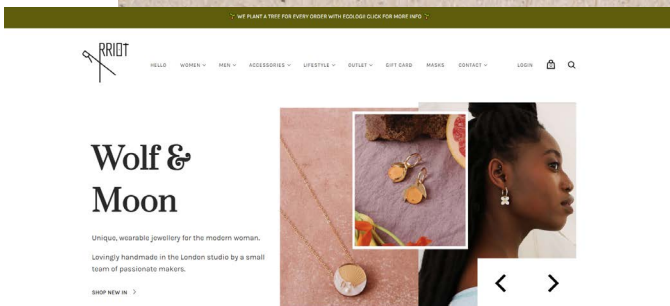 WE PLANT A TREE FOR EVERY ORDER WITH ECOLOGI! CLICK FOR MORE INFO
RRIOT
HELLO WOMEN MEN ACCESSORIES LIFESTYLE OUTLET GIFT CARD MASKS CONTACT LOGIN
Wolf &
Moon
Unique, wearable jewellery for the modern woman.
Lovingly handmade in the London studio by a small
team of passionate makers.
SHOP NEW IN